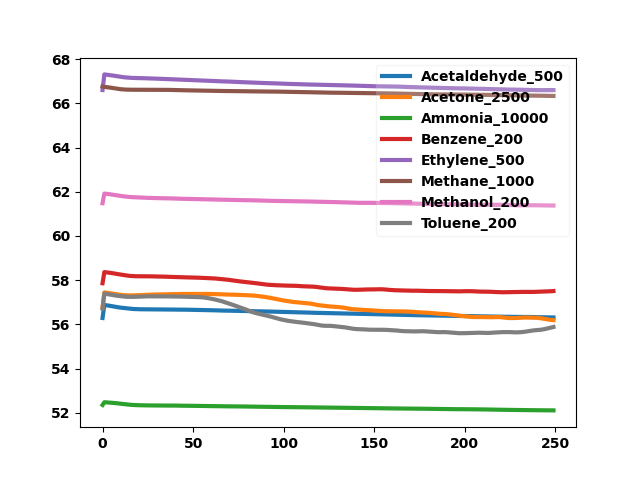 68
66
64
62
60
58
56
54
52
0 50 100 150 200 250
Acetaldehyde_500
Acetone_2500
Ammonia_10000
Benzene_200
Ethylene_500
Methane_1000
Methanol_200
Toluene_200